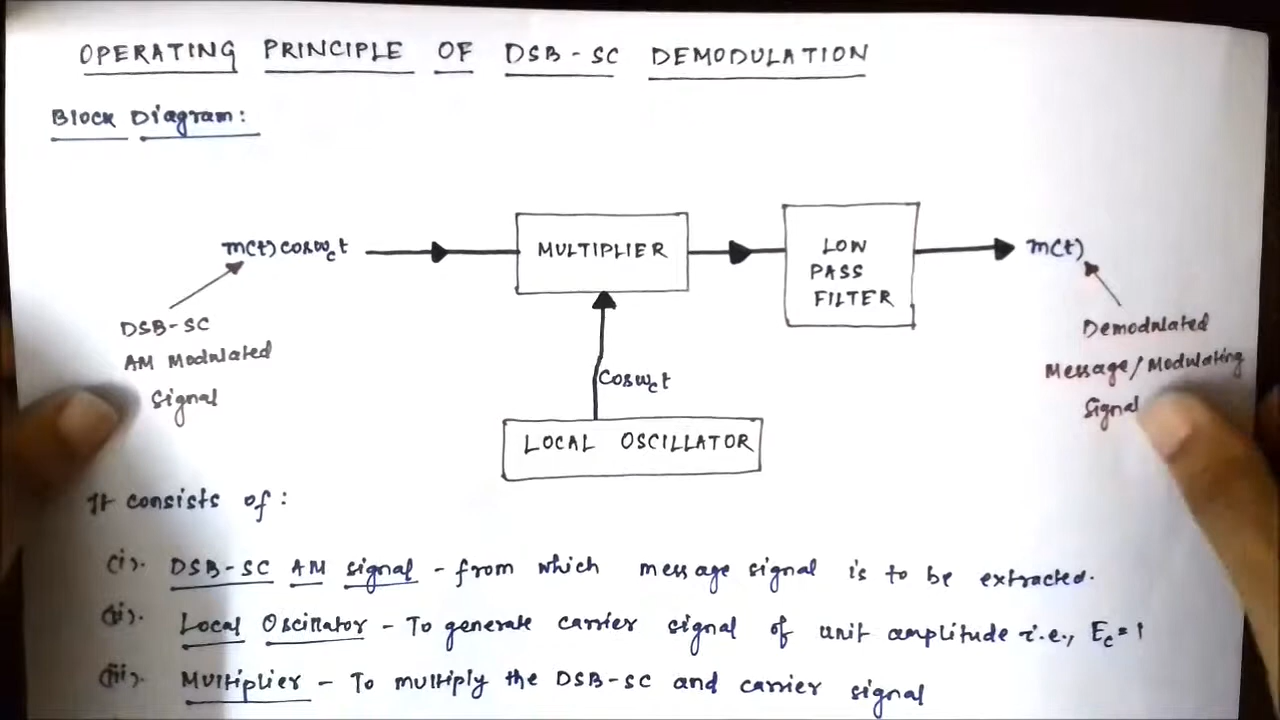 OPERATING PRINCIPLE OF DSB-SC DEMODULATION
Block Diagram:
m(t) cosωct
MULTIPLIER
LOW
PASS
FILTER
m(t)
DSB-SC
AM Modulated
Signal
Demodulated
Message/Modulating
Signal
cosωct
LOCAL OSCILLATOR
It consists of:
(i). DSB-SC AM signal - from which message signal is to be extracted.
(ii). Local Oscillator - To generate carrier signal of unit amplitude i.e., Ec=1
(iii). Multiplier - To multiply the DSB-SC and carrier signal